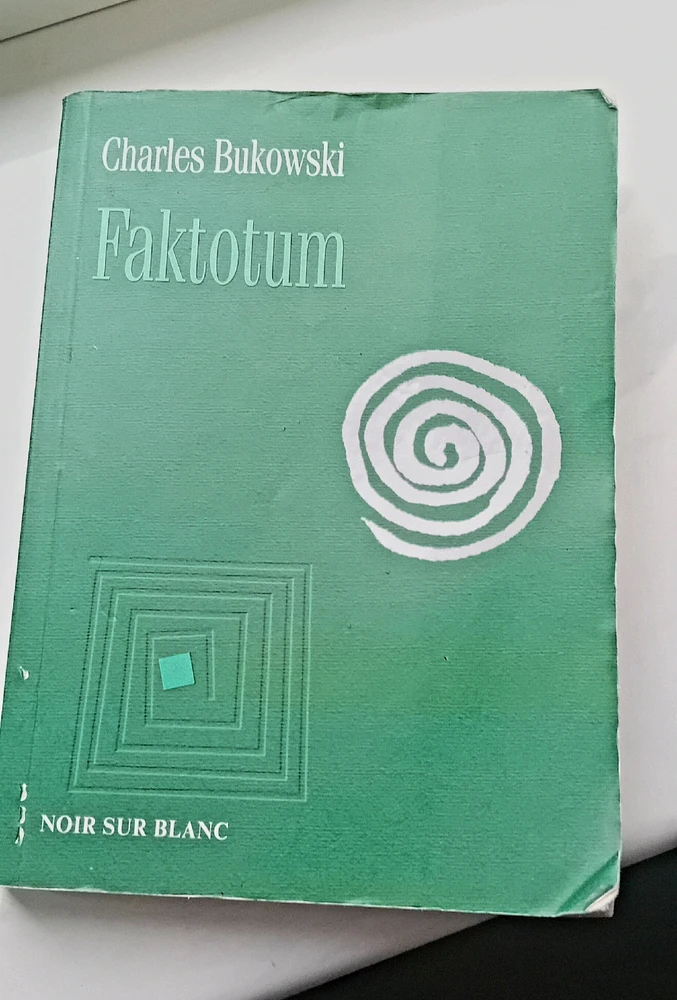 Charles Bukowski
Faktotum
NOIR SUR BLANC